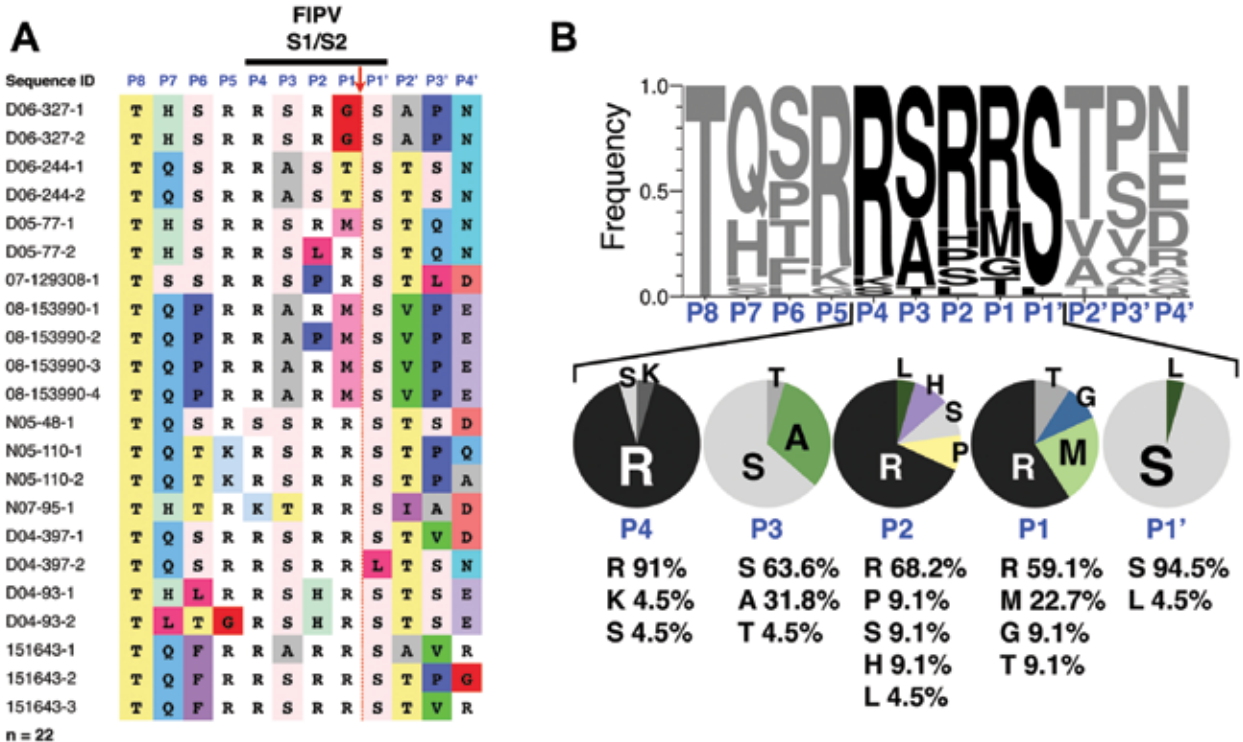 A
FIPV
S1/S2
Sequence ID P8 P7 P6 P5 P4 P3 P2 P1 P1' P2' P3' P4'
D06-327-1 T H S R R S R G S A P N
D06-327-2 T H S R R S R G S A P N
D06-244-1 T Q S R R A S T S T S N
D06-244-2 T Q S R R A S T S T S N
D05-77-1 T H S R R S R M S T Q N
D05-77-2 T H S R R S L R S T Q N
07-129308-1 T S S R R S P R S T L D
08-153990-1 T Q P R R A R M S V P E
08-153990-2 T Q P R R A P M S V P E
08-153990-3 T Q P R R A R M S V P E
08-153990-4 T Q P R R A R M S V P E
N05-48-1 T Q S R S S R R S T S D
N05-110-1 T Q T K R S R R S T P Q
N05-110-2 T Q T K R S R R S T P A
N07-95-1 T H T R K T R R S I A D
D04-397-1 T Q S R R S R R S T V D
D04-397-2 T Q S R R S R R L T S N
D04-93-1 T H L R R S H R S T S E
D04-93-2 T L T G R S H R S T S E
151643-1 T Q F R R A R R S A V R
151643-2 T Q F R R S R R S T P G
151643-3 T Q F R R S R R S T V R
n = 22
B
Frequency
1.0
0.5
0.0
T
Q H
S P T F
R K
R K S
S A T
R H P S L
R M G T
S L
T V A
P S V Q
N E D R
P8 P7 P6 P5 P4 P3 P2 P1 P1' P2' P3' P4'
S K R
T A S
L H S P R
T G M R
L S
P4 P3 P2 P1 P1'
R 91% S 63.6% R 68.2% R 59.1% S 94.5%
K 4.5% A 31.8% P 9.1% M 22.7% L 4.5%
S 4.5% T 4.5% S 9.1% G 9.1%
H 9.1% T 9.1%
L 4.5%